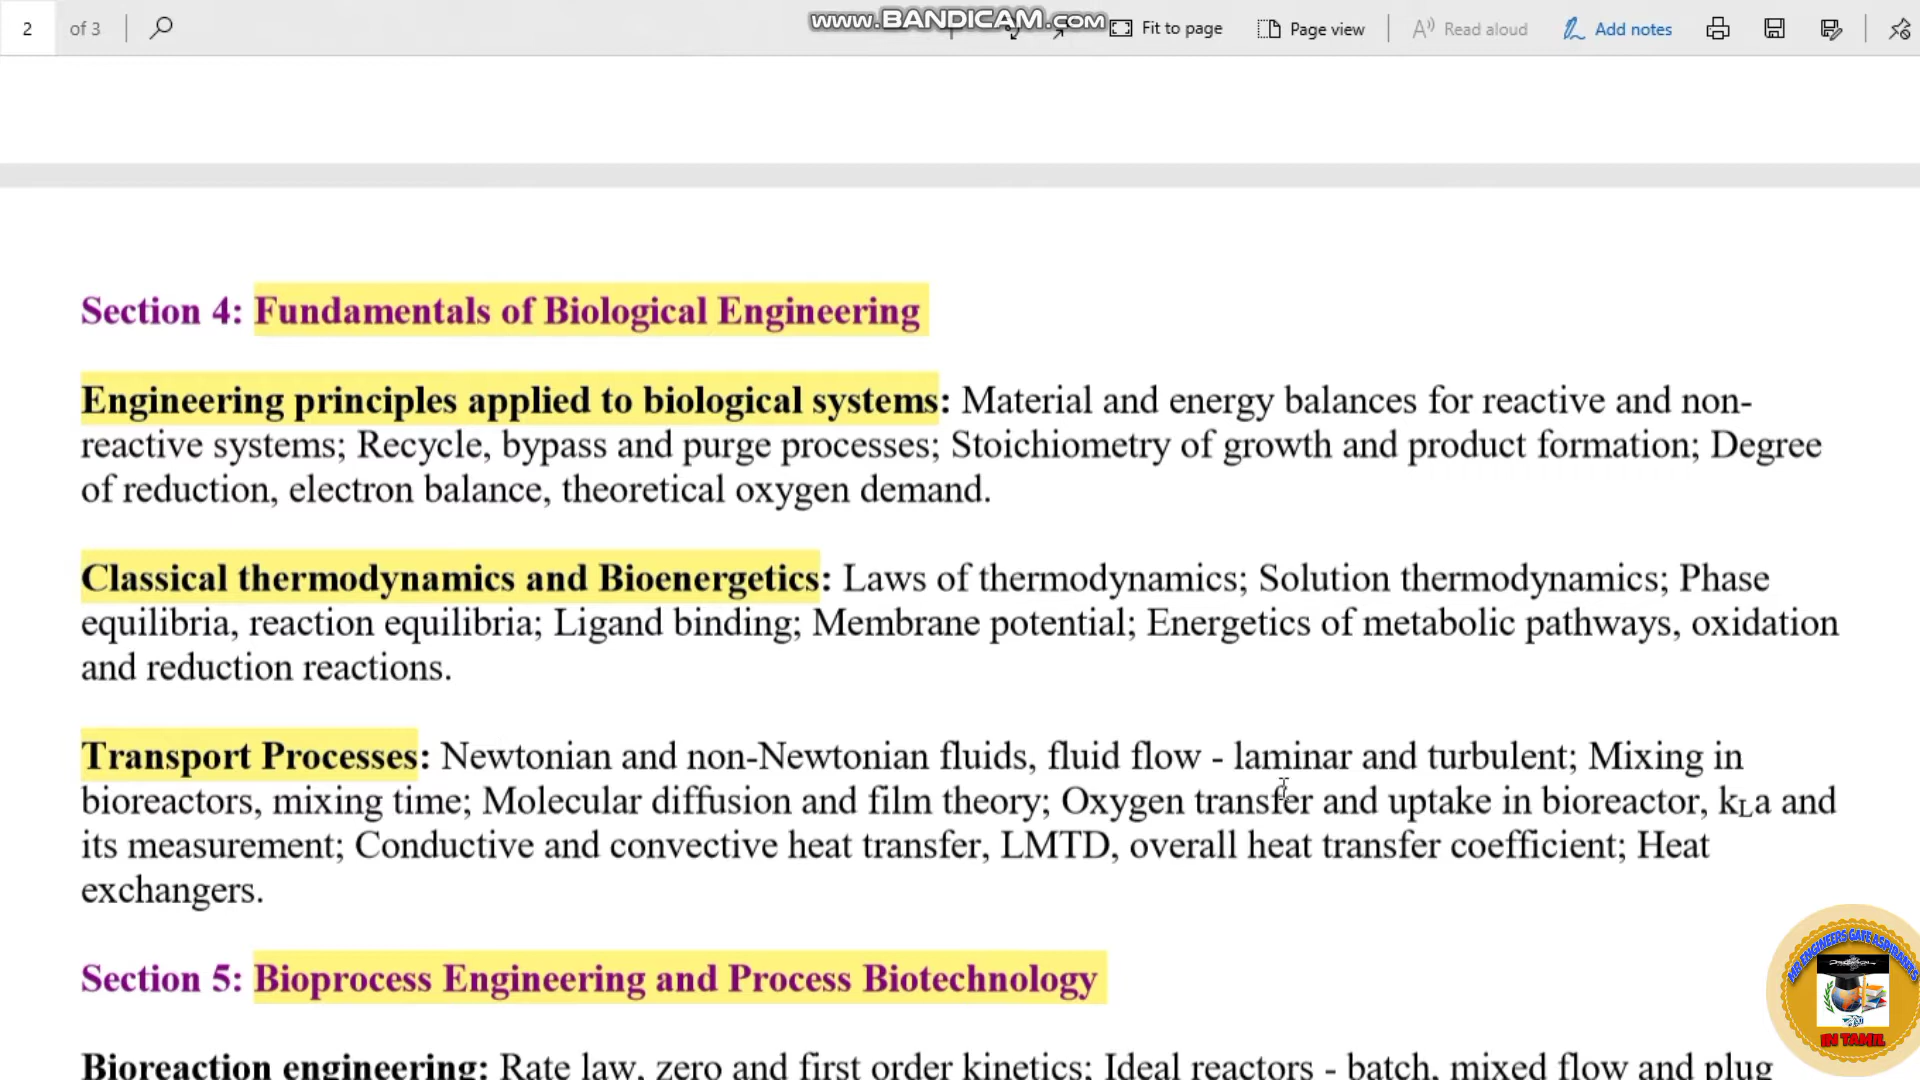 2 of 3
www.BANDICAM.com
Fit to page
Page view
Read aloud
Add notes
Section 4: Fundamentals of Biological Engineering
Engineering principles applied to biological systems: Material and energy balances for reactive and non-
reactive systems; Recycle, bypass and purge processes; Stoichiometry of growth and product formation; Degree
of reduction, electron balance, theoretical oxygen demand.
Classical thermodynamics and Bioenergetics: Laws of thermodynamics; Solution thermodynamics; Phase
equilibria, reaction equilibria; Ligand binding; Membrane potential; Energetics of metabolic pathways, oxidation
and reduction reactions.
Transport Processes: Newtonian and non-Newtonian fluids, fluid flow - laminar and turbulent; Mixing in
bioreactors, mixing time; Molecular diffusion and film theory; Oxygen transfer and uptake in bioreactor, kLa and
its measurement; Conductive and convective heat transfer, LMTD, overall heat transfer coefficient; Heat
exchangers.
Section 5: Bioprocess Engineering and Process Biotechnology
Bioreaction engineering: Rate law, zero and first order kinetics; Ideal reactors - batch, mixed flow and plug
MR ENGINEERS GATE ASPIRANTS
IN TAMIL